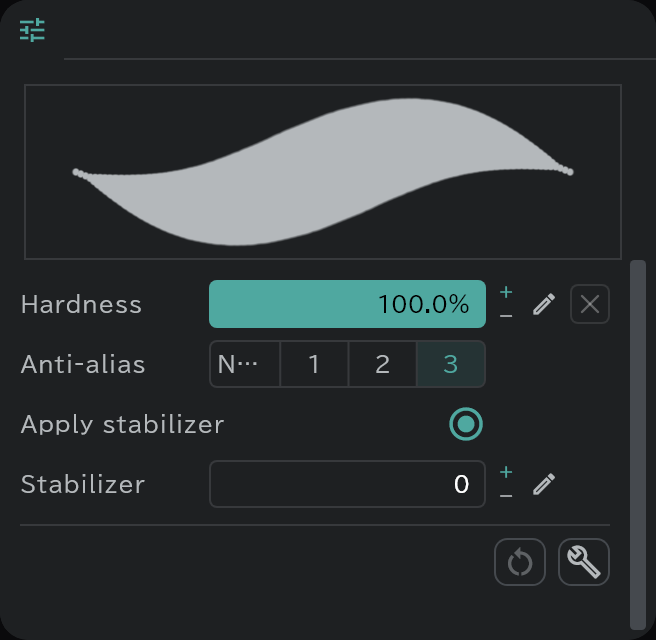 Hardness 100.0% + −
Anti-alias N··· 1 2 3
Apply stabilizer
Stabilizer 0 + −